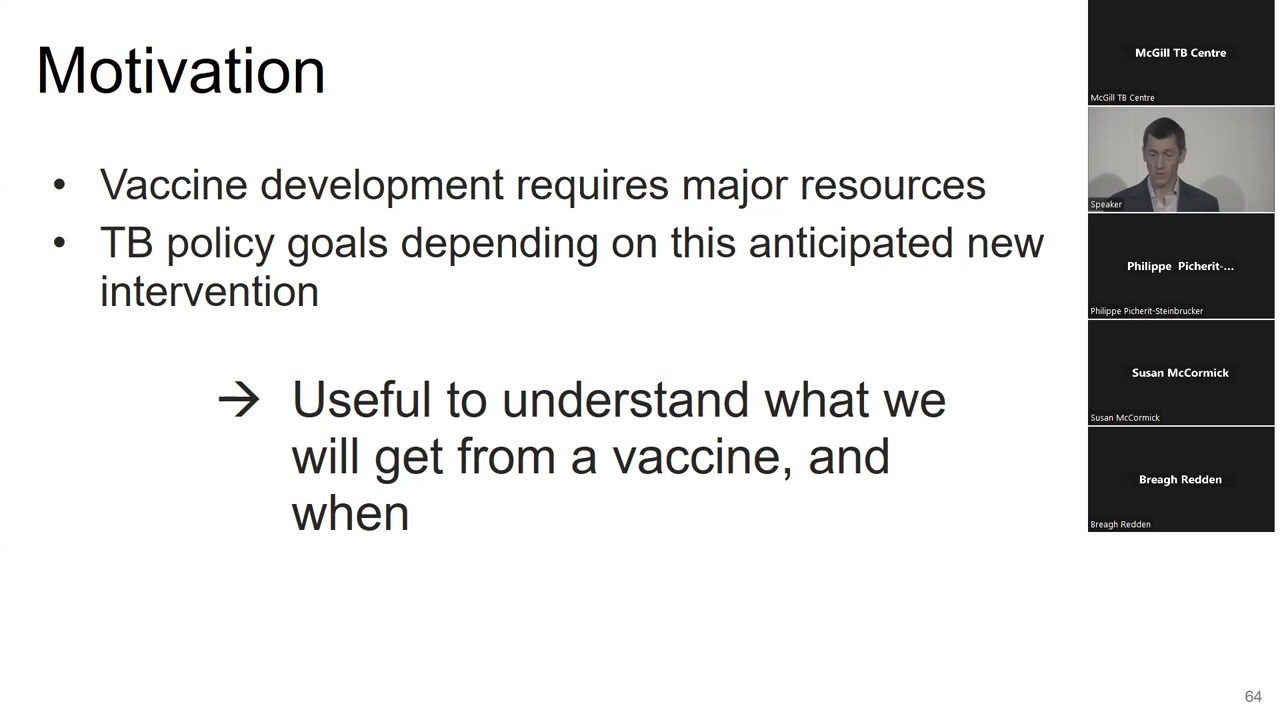 Motivation
• Vaccine development requires major resources
• TB policy goals depending on this anticipated new
intervention
→ Useful to understand what we
will get from a vaccine, and
when
64
McGill TB Centre
McGill TB Centre
Speaker
Philippe Picherit-...
Philippe Picherit-Steinbrucker
Susan McCormick
Susan McCormick
Breagh Redden
Breagh Redden